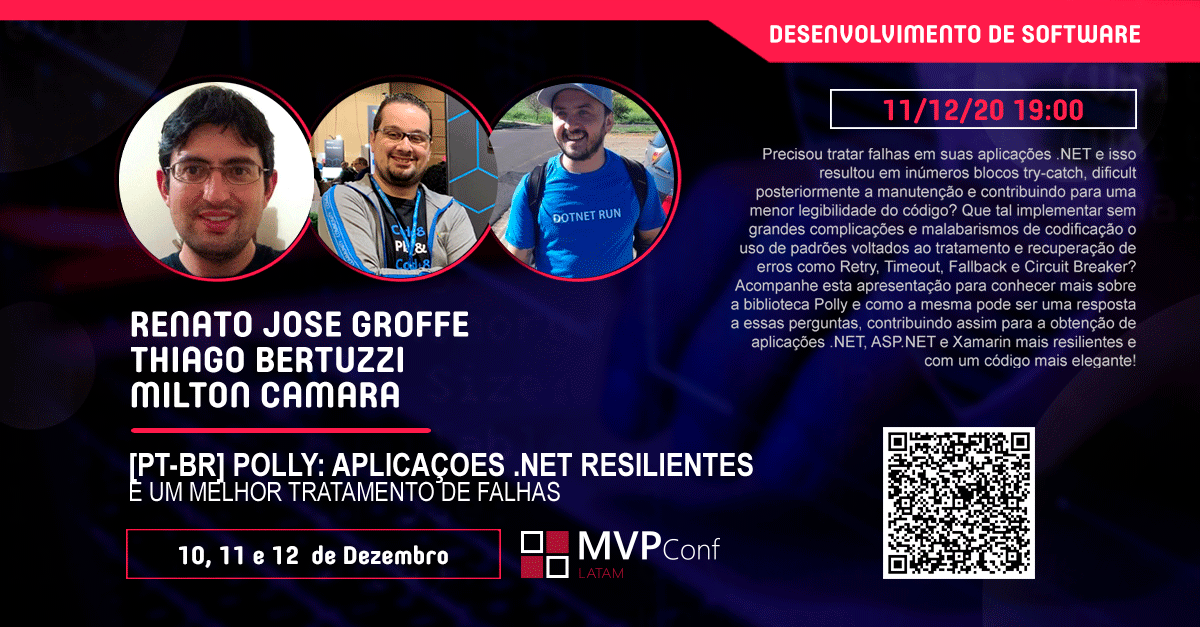 DESENVOLVIMENTO DE SOFTWARE
11/12/20 19:00
Precisou tratar falhas em suas aplicações .NET e isso
resultou em inúmeros blocos try-catch, dificult
posteriormente a manutenção e contribuindo para uma
menor legibilidade do código? Que tal implementar sem
grandes complicações e malabarismos de codificação o
uso de padrões voltados ao tratamento e recuperação de
erros como Retry, Timeout, Fallback e Circuit Breaker?
Acompanhe esta apresentação para conhecer mais sobre
a biblioteca Polly e como a mesma pode ser uma resposta
a essas perguntas, contribuindo assim para a obtenção de
aplicações .NET, ASP.NET e Xamarin mais resilientes e
com um código mais elegante!
DOTNET RUN
RENATO JOSE GROFFE
THIAGO BERTUZZI
MILTON CAMARA
[PT-BR] POLLY: APLICAÇOES .NET RESILIENTES
E UM MELHOR TRATAMENTO DE FALHAS
10, 11 e 12 de Dezembro
MVPConf
LATAM